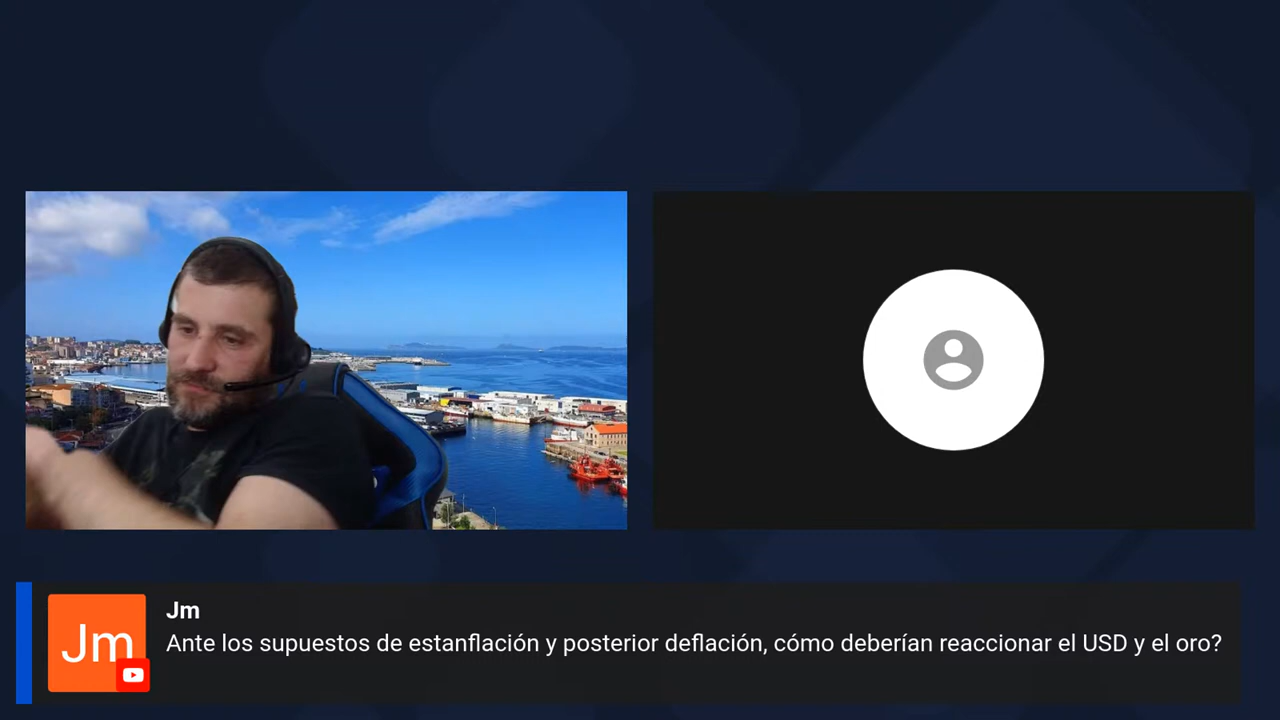 Jm
Jm
Ante los supuestos de estanflación y posterior deflación, cómo deberían reaccionar el USD y el oro?